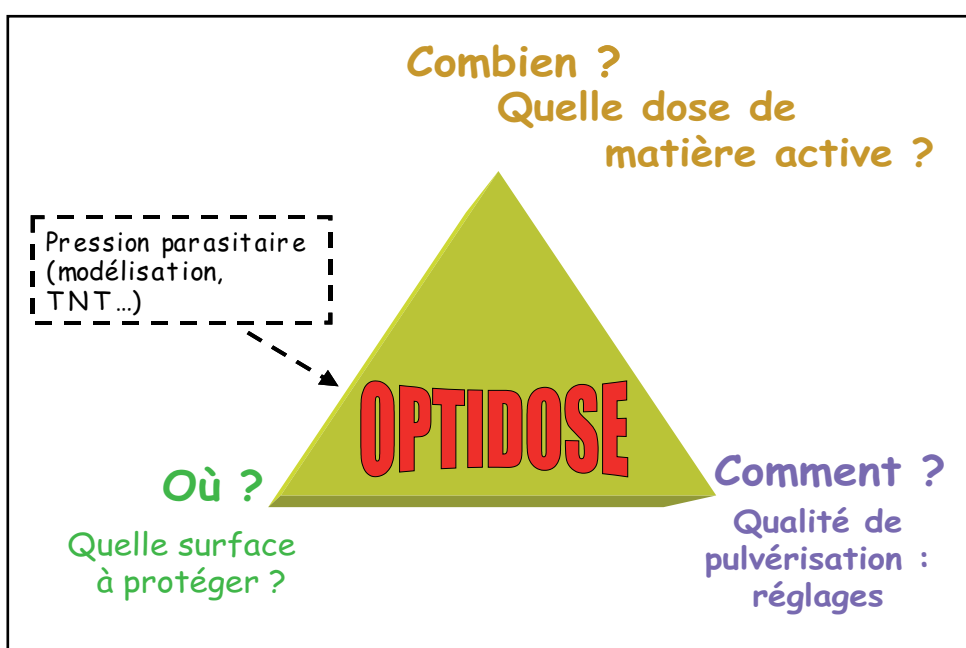 Combien ?
Quelle dose de
matière active ?
Pression parasitaire
(modélisation,
TNT...)
OPTIDOSE
Où ?
Quelle surface
à protéger ?
Comment ?
Qualité de
pulvérisation :
réglages